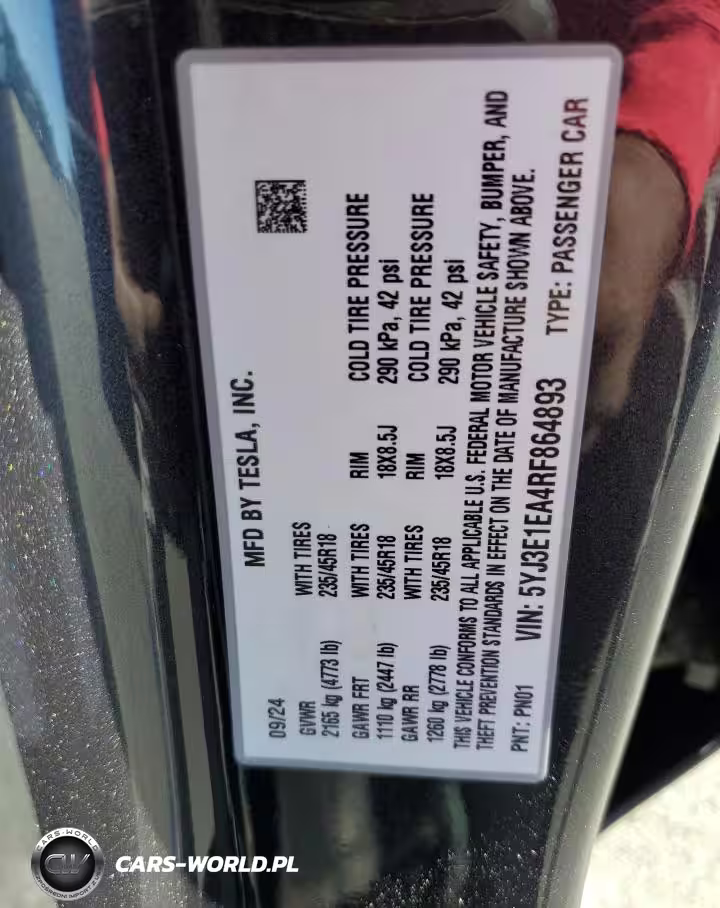 MFD BY TESLA, INC.
09/24
GVWR WITH TIRES
2165 kg (4773 lb) 235/45R18
GAWR FRT WITH TIRES RIM COLD TIRE PRESSURE
1110 kg (2447 lb) 235/45R18 18X8.5J 290 kPa, 42 psi
GAWR RR WITH TIRES RIM COLD TIRE PRESSURE
1260 kg (2778 lb) 235/45R18 18X8.5J 290 kPa, 42 psi
THIS VEHICLE CONFORMS TO ALL APPLICABLE U.S. FEDERAL MOTOR VEHICLE SAFETY, BUMPER, AND
THEFT PREVENTION STANDARDS IN EFFECT ON THE DATE OF MANUFACTURE SHOWN ABOVE.
PNT: PN01 VIN: 5YJ3E1EA4RF864893 TYPE: PASSENGER CAR
CARS-WORLD
CW
CARS-WORLD.PL